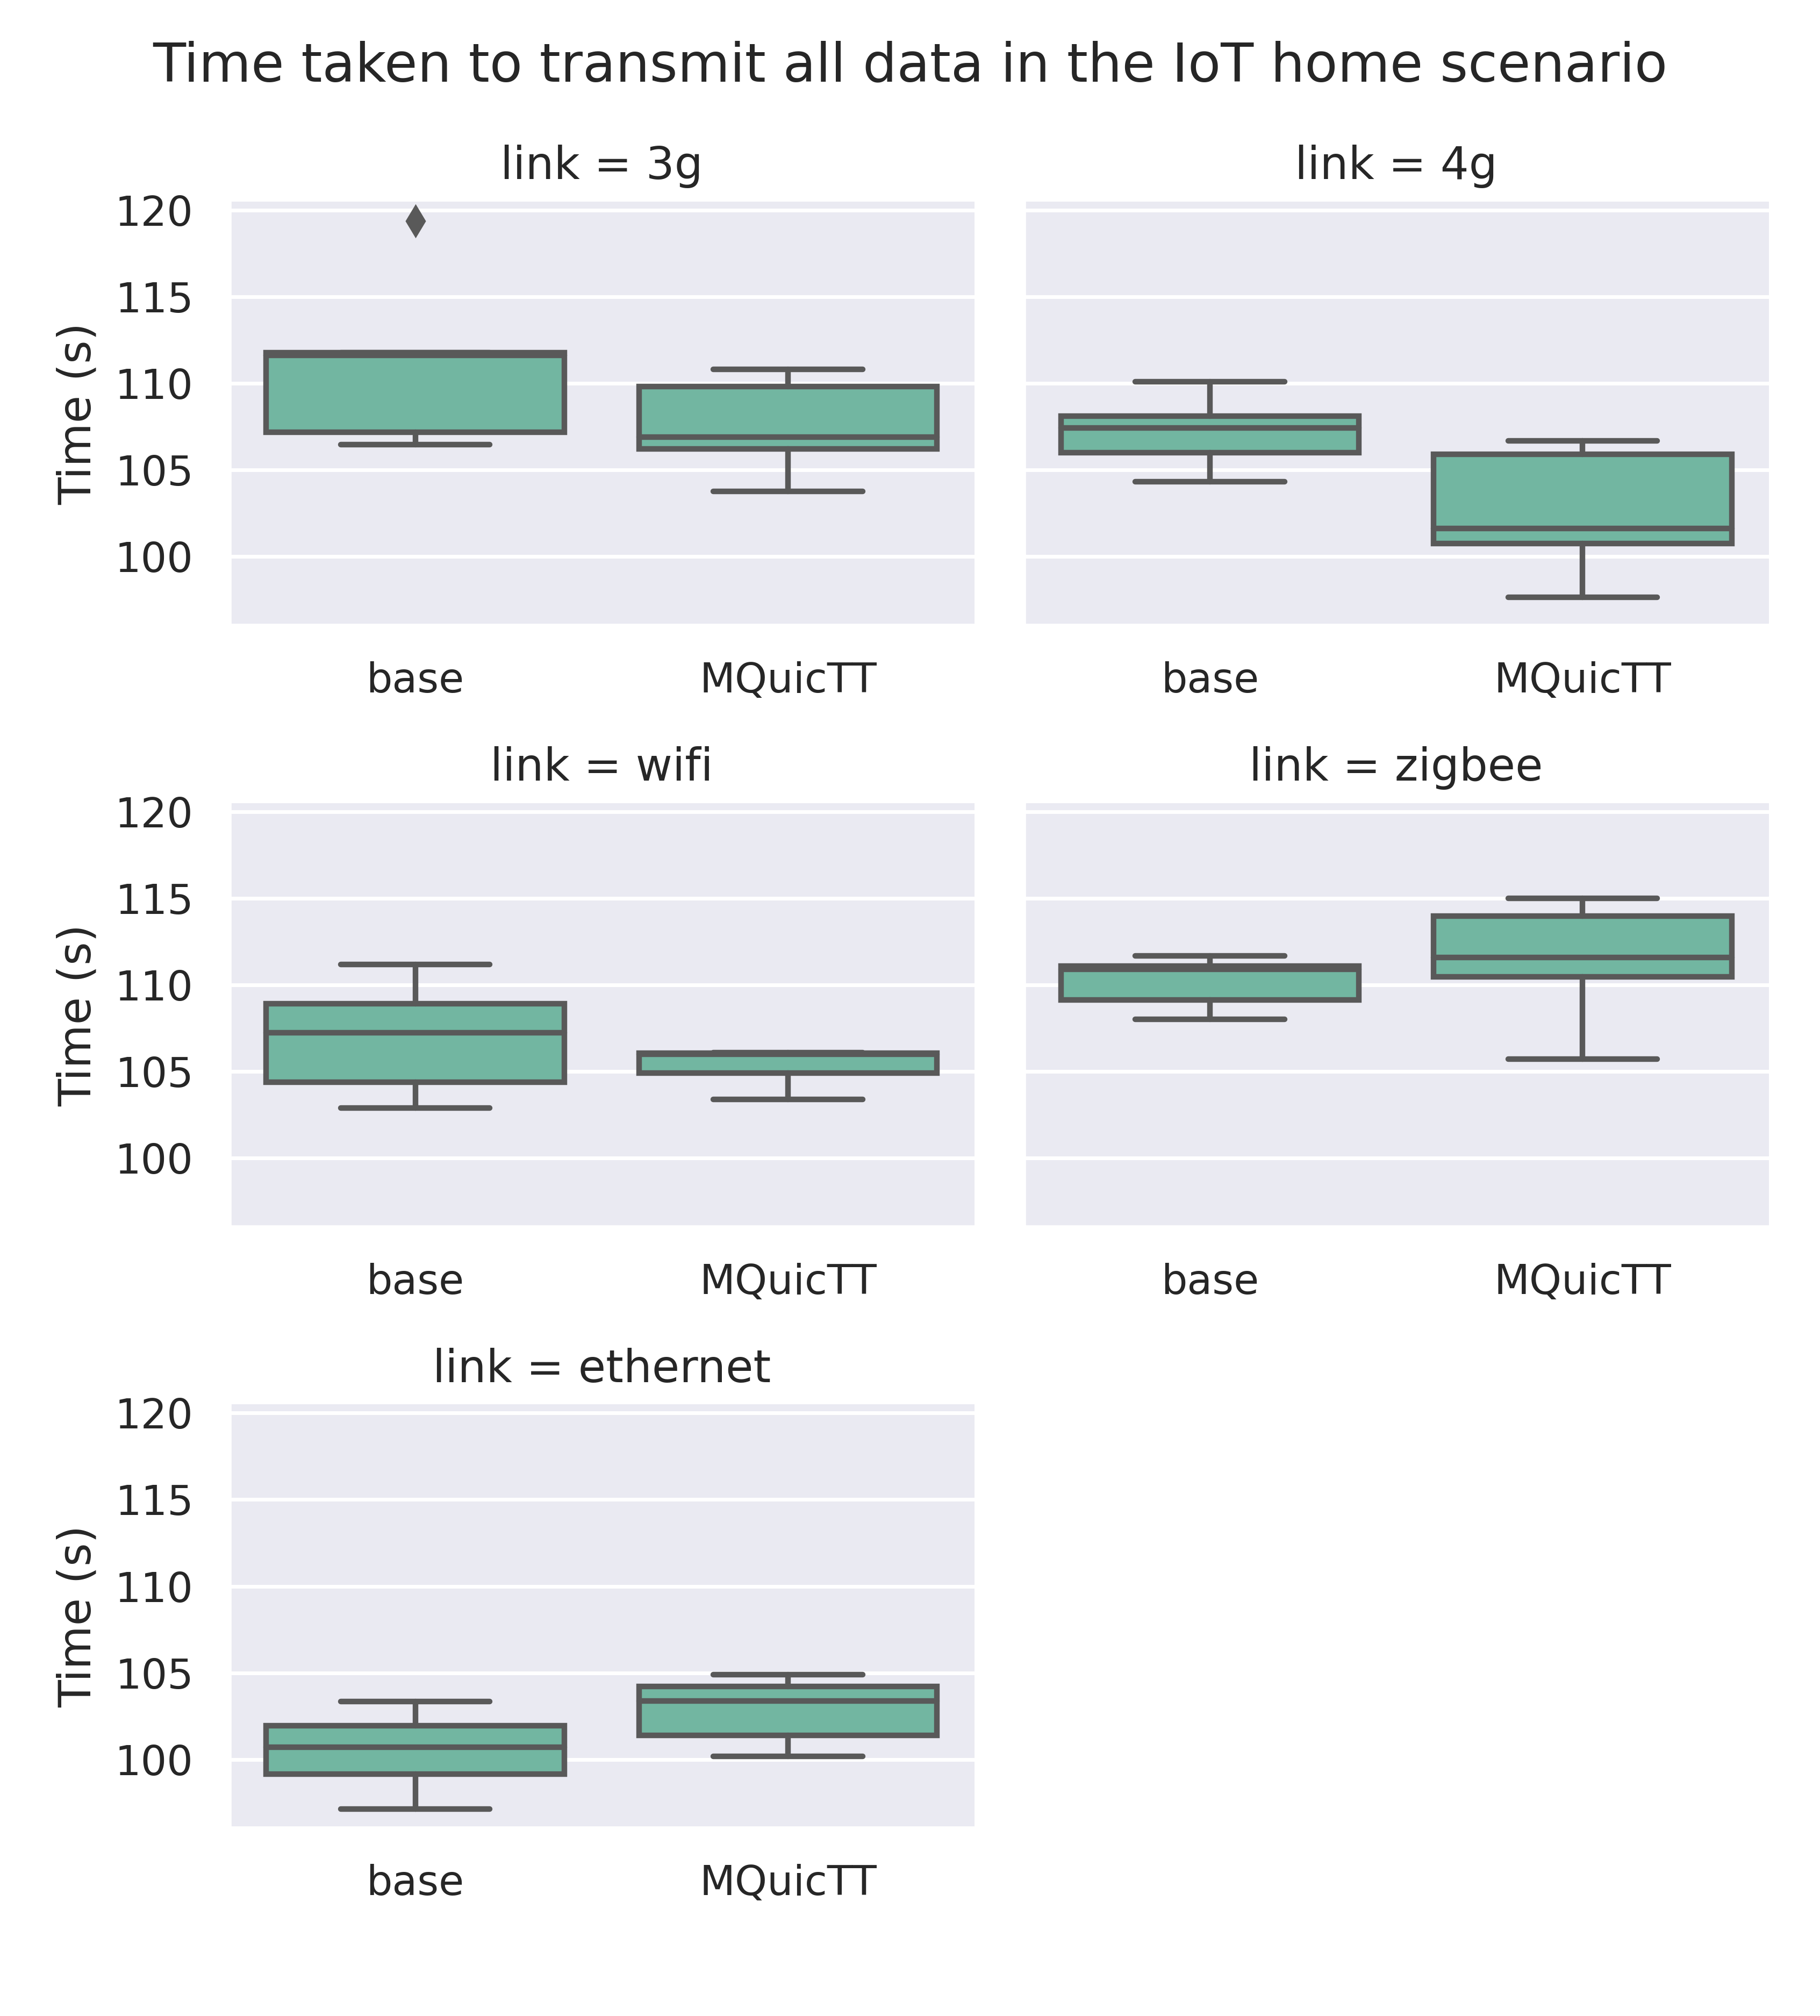 Time taken to transmit all data in the IoT home scenario
link = 3g
link = 4g
120
115
110
105
100
Time (s)
base
MQuicTT
base
MQuicTT
link = wifi
link = zigbee
120
115
110
105
100
Time (s)
base
MQuicTT
base
MQuicTT
link = ethernet
120
115
110
105
100
Time (s)
base
MQuicTT